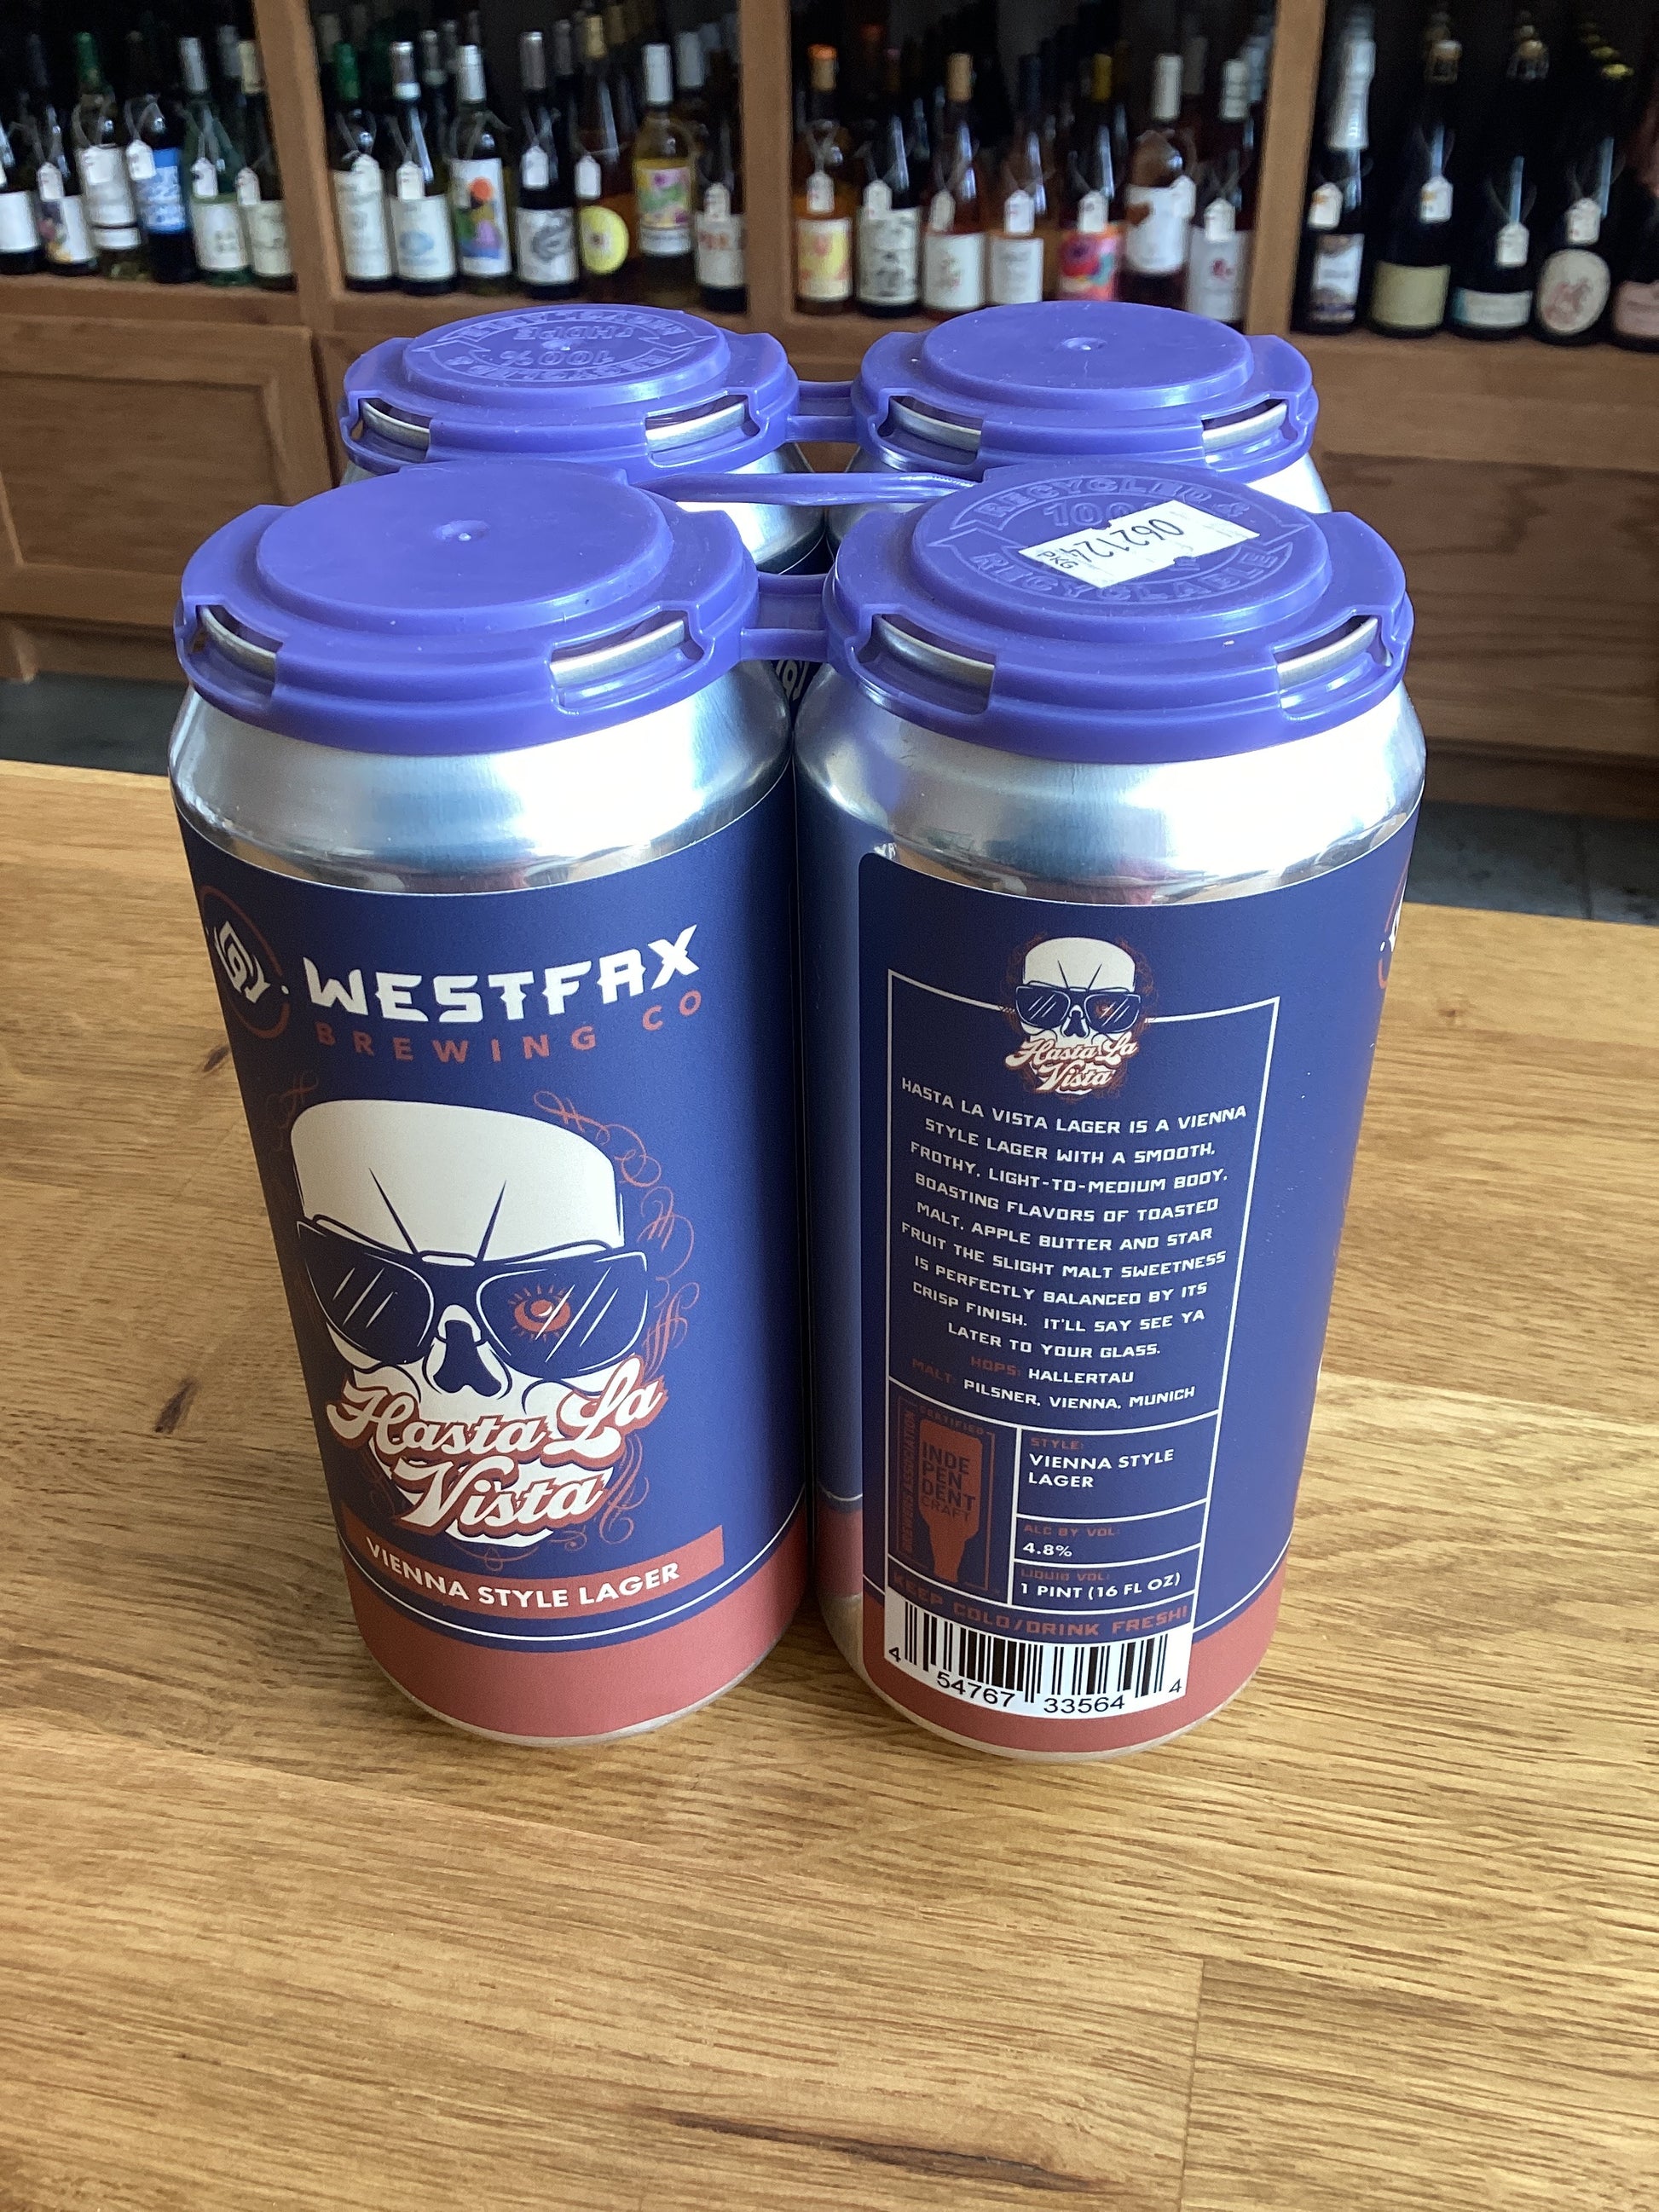 100%
HDPE
RECYCLED &
100%
RECYCLABLE
062124
PKG
WESTFAX
BREWING CO
Hasta La
Vista
VIENNA STYLE LAGER
Hasta La
Vista
HASTA LA VISTA LAGER IS A VIENNA
STYLE LAGER WITH A SMOOTH,
FROTHY, LIGHT-TO-MEDIUM BODY,
BOASTING FLAVORS OF TOASTED
MALT, APPLE BUTTER AND STAR
FRUIT THE SLIGHT MALT SWEETNESS
IS PERFECTLY BALANCED BY ITS
CRISP FINISH. IT'LL SAY SEE YA
LATER TO YOUR GLASS.
HOPS: HALLERTAU
MALT: PILSNER, VIENNA, MUNICH
BREWERS ASSOCIATION
CERTIFIED
INDE
PEN
DENT
CRAFT
STYLE:
VIENNA STYLE
LAGER
ALC BY VOL:
4.8%
LIQUID VOL:
1 PINT (16 FL OZ)
KEEP COLD/DRINK FRESH!
4 54767 33564 4